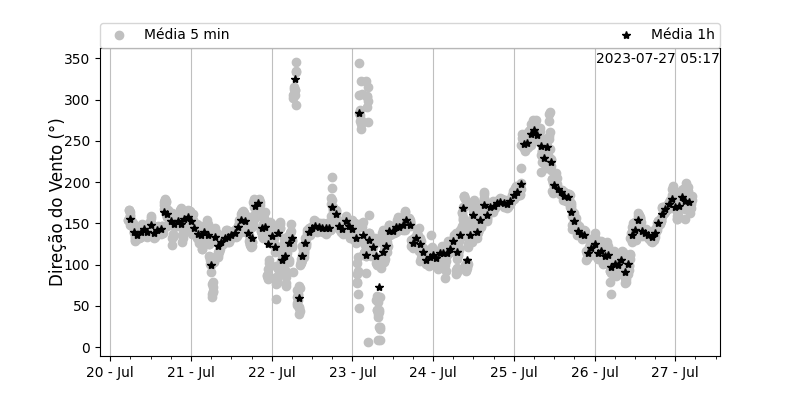 Média 5 min
Média 1h
2023-07-27 05:17
Direção do Vento (°)
350
300
250
200
150
100
50
0
20 - Jul
21 - Jul
22 - Jul
23 - Jul
24 - Jul
25 - Jul
26 - Jul
27 - Jul